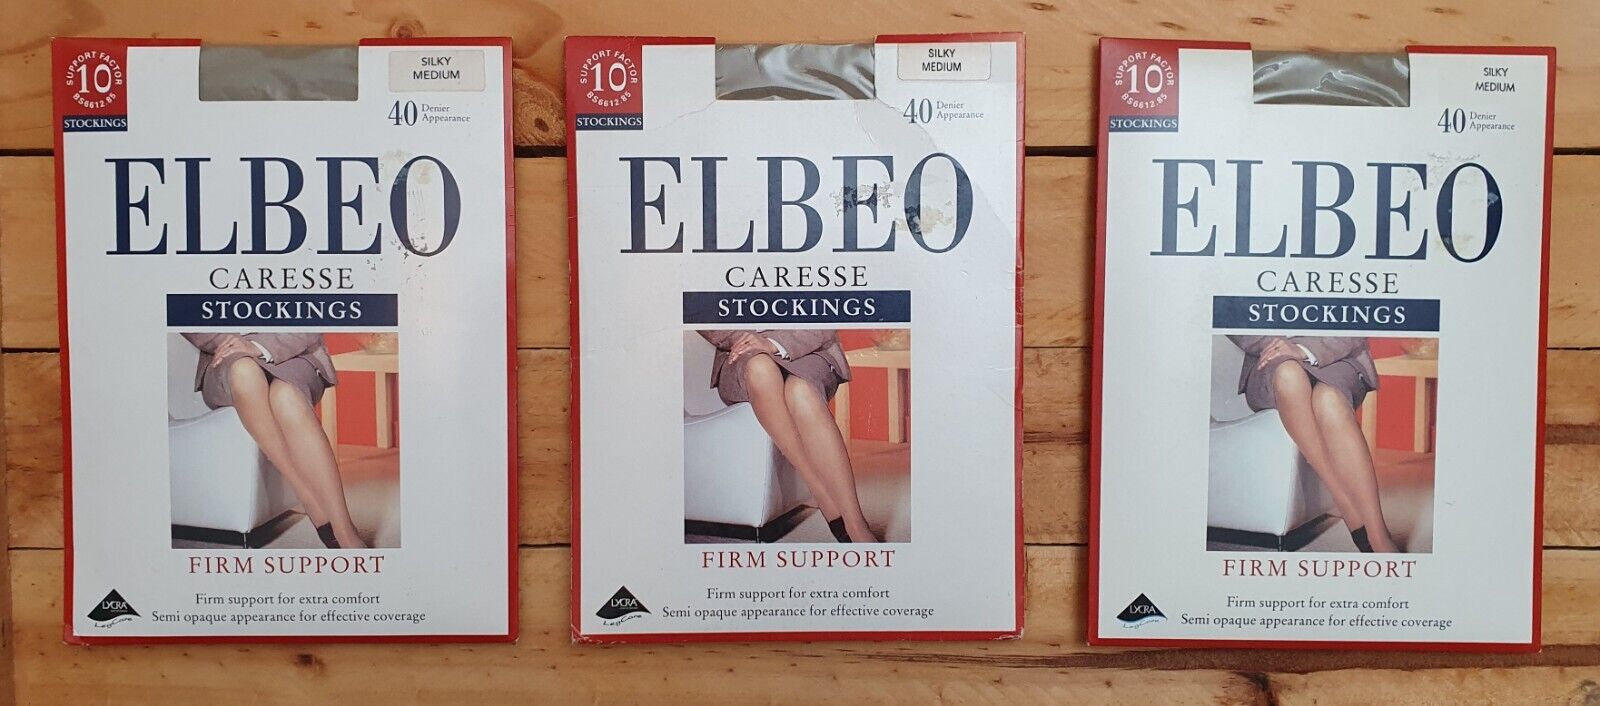 SUPPORT FACTOR
10
BS6612:85
STOCKINGS
SILKY
MEDIUM
40 Denier
Appearance
ELBEO
CARESSE
STOCKINGS
FIRM SUPPORT
LYCRA
LegCare
Firm support for extra comfort
Semi opaque appearance for effective coverage
SUPPORT FACTOR
10
BS6612:85
STOCKINGS
SILKY
MEDIUM
40 Denier
Appearance
ELBEO
CARESSE
STOCKINGS
FIRM SUPPORT
LYCRA
LegCare
Firm support for extra comfort
Semi opaque appearance for effective coverage
SUPPORT FACTOR
10
BS6612:85
STOCKINGS
SILKY
MEDIUM
40 Denier
Appearance
ELBEO
CARESSE
STOCKINGS
FIRM SUPPORT
LYCRA
LegCare
Firm support for extra comfort
Semi opaque appearance for effective coverage